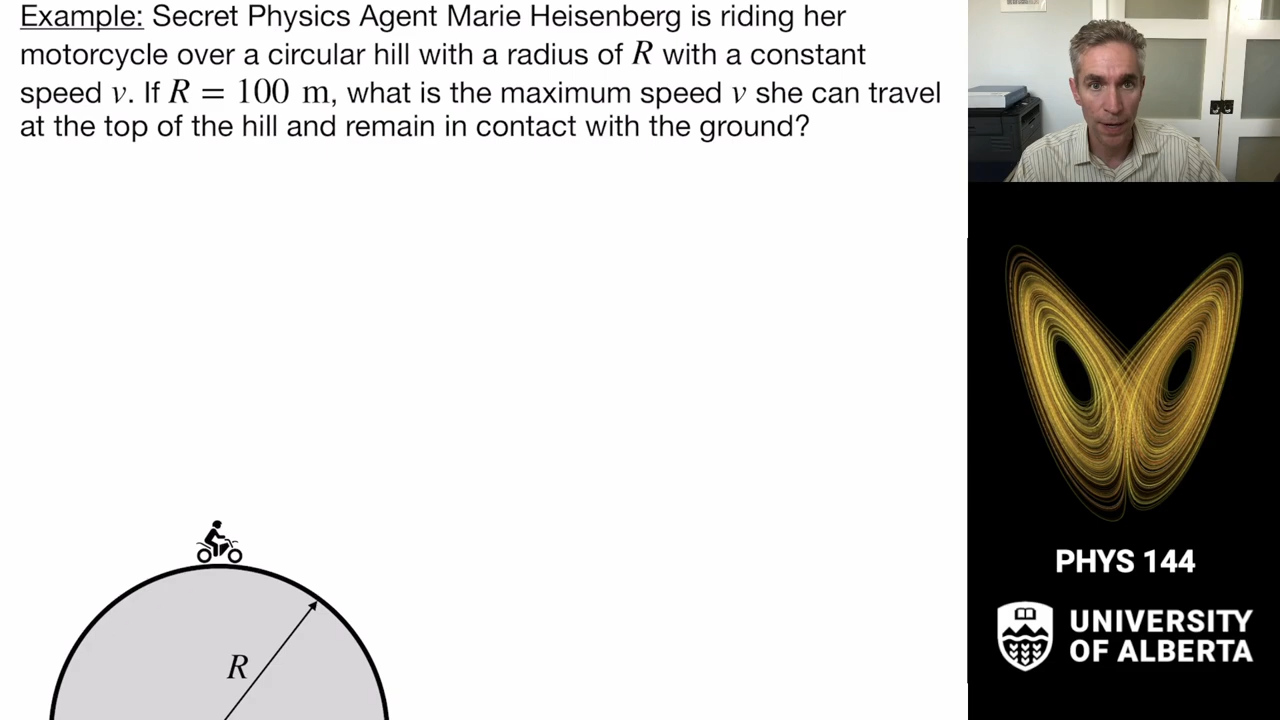 Example: Secret Physics Agent Marie Heisenberg is riding her
motorcycle over a circular hill with a radius of R with a constant
speed v. If R = 100 m, what is the maximum speed v she can travel
at the top of the hill and remain in contact with the ground?
R
PHYS 144
UNIVERSITY
OF ALBERTA